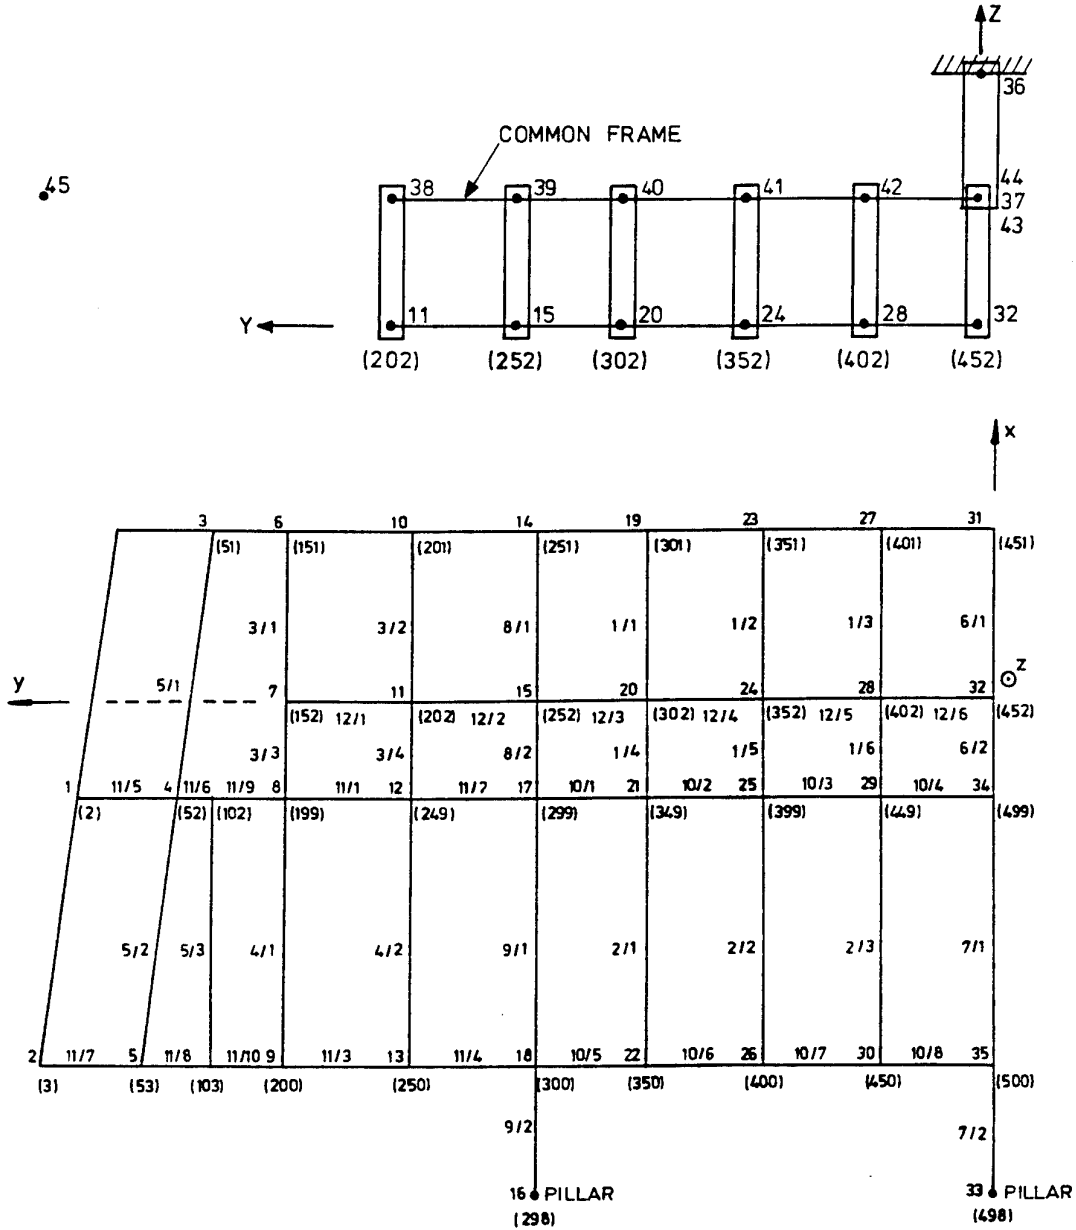 Z
36
COMMON FRAME
45
38 39 40 41 42 44
37
43
Y 11 15 20 24 28 32
(202) (252) (302) (352) (402) (452)
x
3 6 10 14 19 23 27 31
(51) (151) (201) (251) (301) (351) (401) (451)
3/1 3/2 8/1 1/1 1/2 1/3 6/1
z
y 5/1 7 11 15 20 24 28 32
(152) 12/1 (202) 12/2 (252) 12/3 (302) 12/4 (352) 12/5 (402) 12/6 (452)
3/3 3/4 8/2 1/4 1/5 1/6 6/2
1 11/5 4 11/6 11/9 8 11/1 12 11/7 17 10/1 21 10/2 25 10/3 29 10/4 34
(2) (52) (102) (199) (249) (299) (349) (399) (449) (499)
5/2 5/3 4/1 4/2 9/1 2/1 2/2 2/3 7/1
2 11/7 5 11/8 11/10 9 11/3 13 11/4 18 10/5 22 10/6 26 10/7 30 10/8 35
(3) (53) (103) (200) (250) (300) (350) (400) (450) (500)
9/2 7/2
16 PILLAR 33 PILLAR
(298) (498)